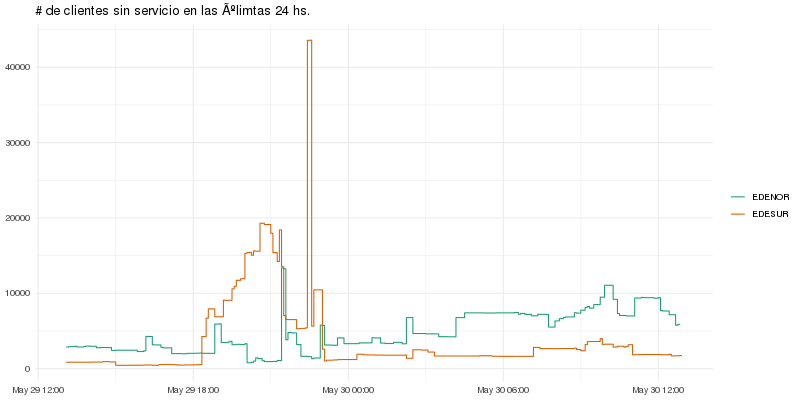 # de clientes sin servicio en las Ãºlimtas 24 hs.
40000
30000
20000
10000
0
May 29 12:00
May 29 18:00
May 30 00:00
May 30 06:00
May 30 12:00
EDENOR
EDESUR